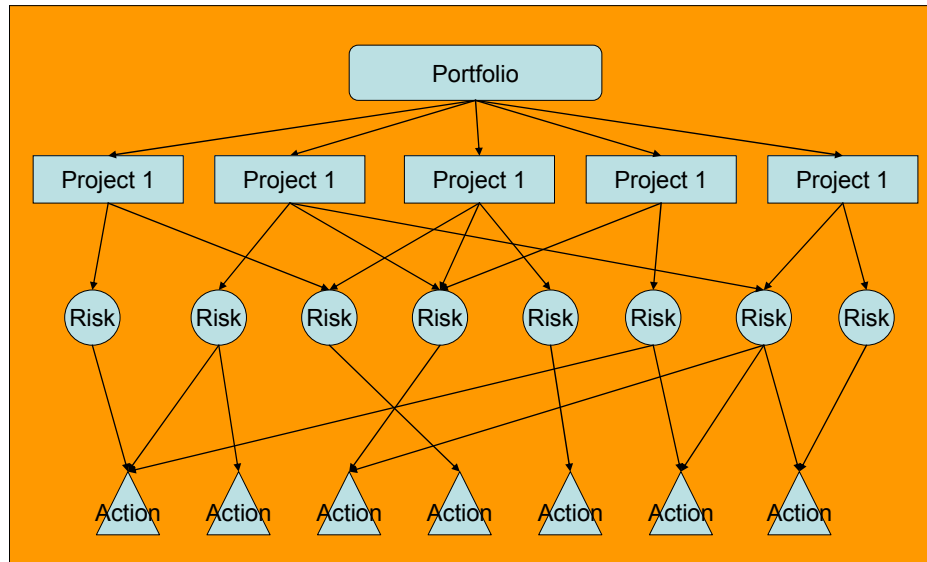 Portfolio
Project 1 Project 1 Project 1 Project 1 Project 1
Risk Risk Risk Risk Risk Risk Risk Risk
Action Action Action Action Action Action Action